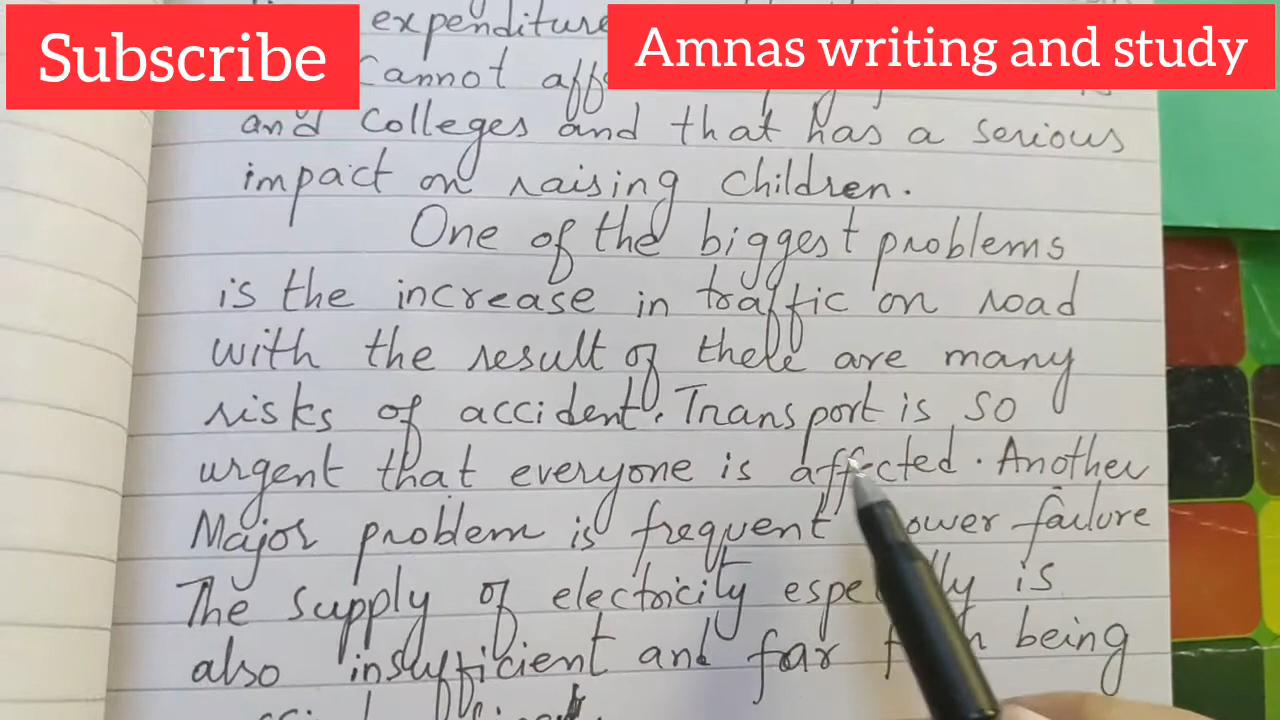 Subscribe
Amnas writing and study
expenditure
Cannot
and Colleges and that has a serious
impact on raising children.
One of the biggest problems
is the increase in traffic on road
with the result of there are many
risks of accident. Transport is so
urgent that everyone is affected. Another
Major problem is frequent power failure
The supply of electricity especially is
also insufficient and far from being